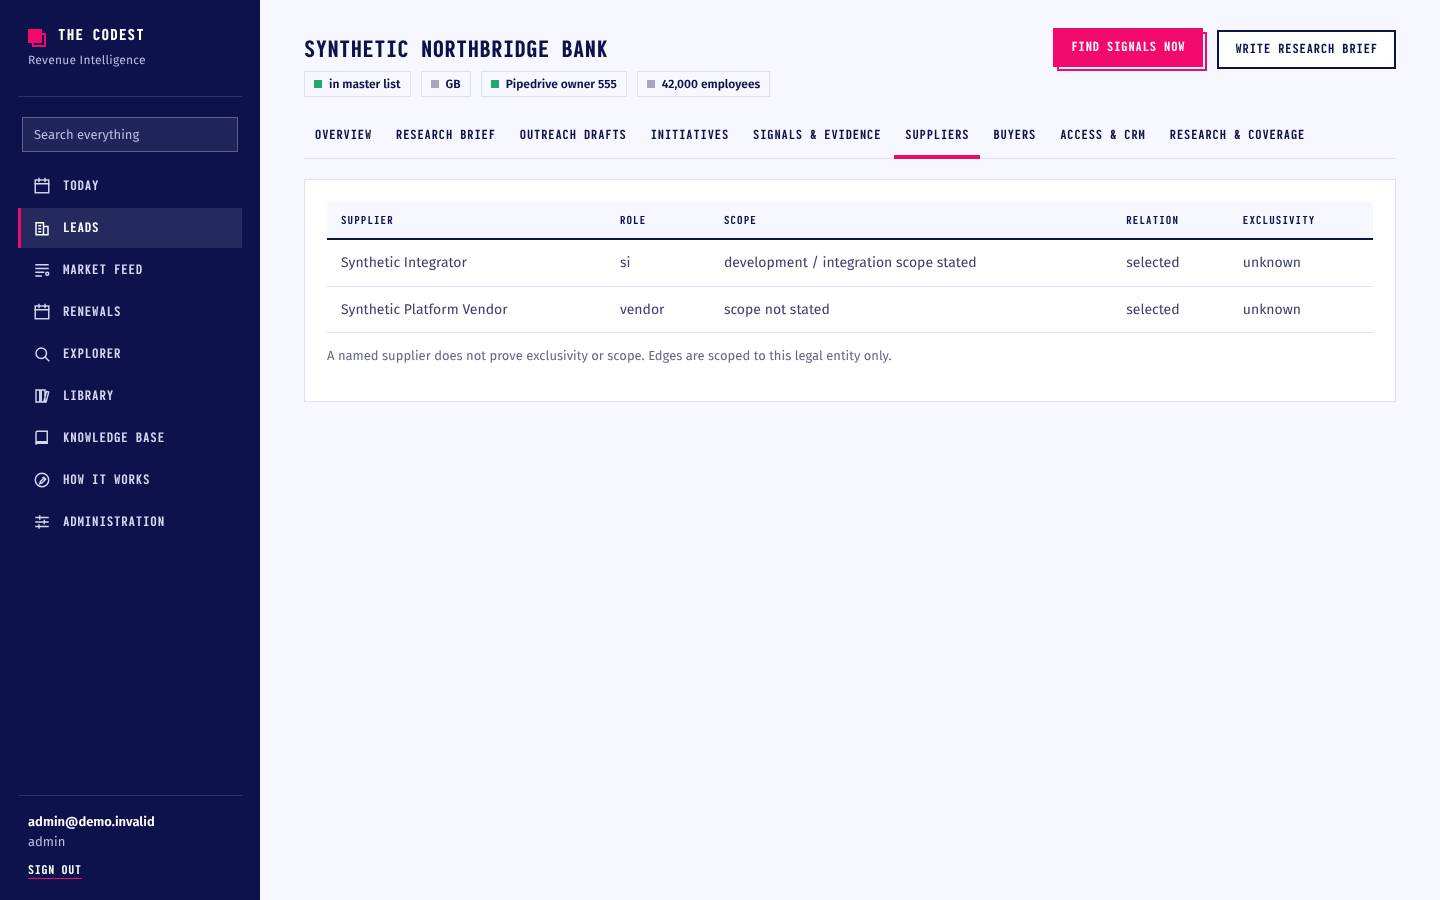 THE CODEST
Revenue Intelligence
Search everything
TODAY
LEADS
MARKET FEED
RENEWALS
EXPLORER
LIBRARY
KNOWLEDGE BASE
HOW IT WORKS
ADMINISTRATION
admin@demo.invalid
admin
SIGN OUT
SYNTHETIC NORTHBRIDGE BANK
FIND SIGNALS NOW WRITE RESEARCH BRIEF
in master list GB Pipedrive owner 555 42,000 employees
OVERVIEW RESEARCH BRIEF OUTREACH DRAFTS INITIATIVES SIGNALS & EVIDENCE SUPPLIERS BUYERS ACCESS & CRM RESEARCH & COVERAGE
SUPPLIER ROLE SCOPE RELATION EXCLUSIVITY
Synthetic Integrator si development / integration scope stated selected unknown
Synthetic Platform Vendor vendor scope not stated selected unknown
A named supplier does not prove exclusivity or scope. Edges are scoped to this legal entity only.